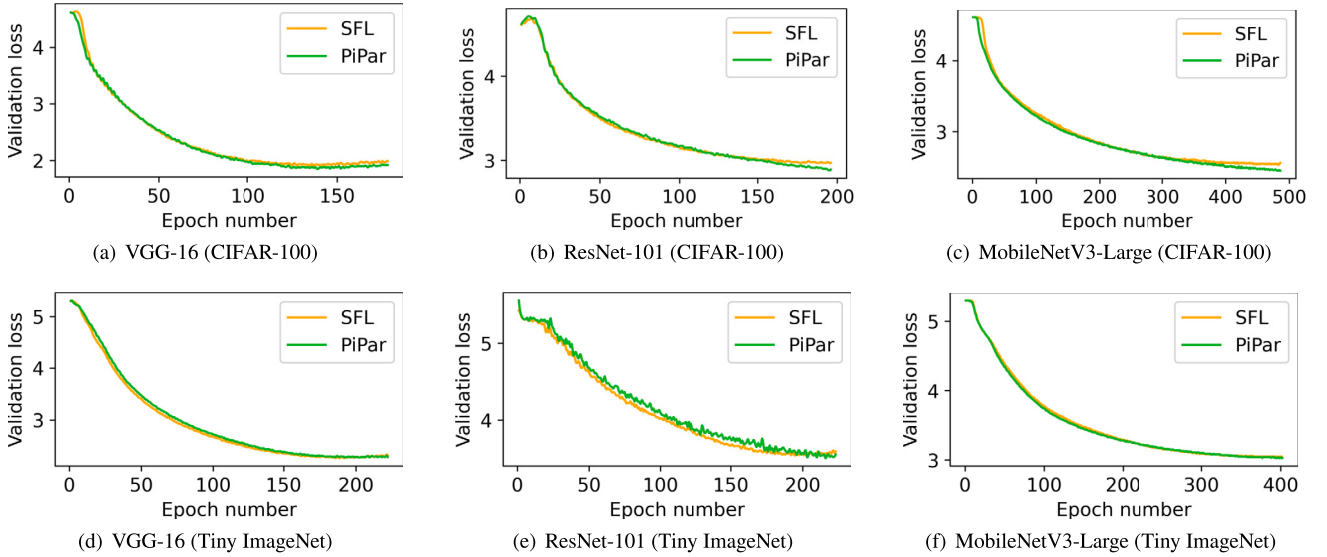 SFL
PiPar
Validation loss
4
3
2
0
50
100
150
Epoch number
(a) VGG-16 (CIFAR-100)
SFL
PiPar
Validation loss
4
3
0
50
100
150
200
Epoch number
(b) ResNet-101 (CIFAR-100)
SFL
PiPar
Validation loss
4
3
0
100
200
300
400
500
Epoch number
(c) MobileNetV3-Large (CIFAR-100)
SFL
PiPar
Validation loss
5
4
3
0
50
100
150
200
Epoch number
(d) VGG-16 (Tiny ImageNet)
SFL
PiPar
Validation loss
5
4
0
50
100
150
200
Epoch number
(e) ResNet-101 (Tiny ImageNet)
SFL
PiPar
Validation loss
5
4
3
0
100
200
300
400
Epoch number
(f) MobileNetV3-Large (Tiny ImageNet)